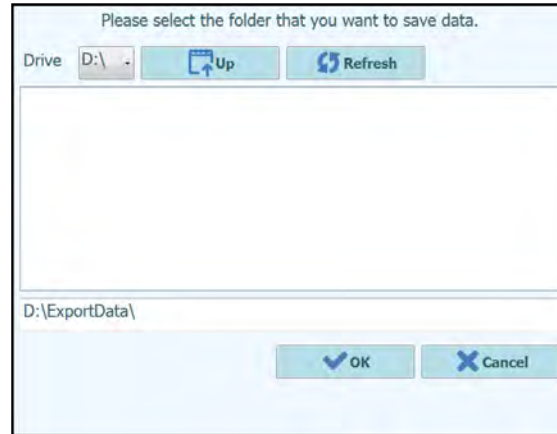 Please select the folder that you want to save data.
Drive D:\ Up Refresh
D:\ExportData\
OK Cancel